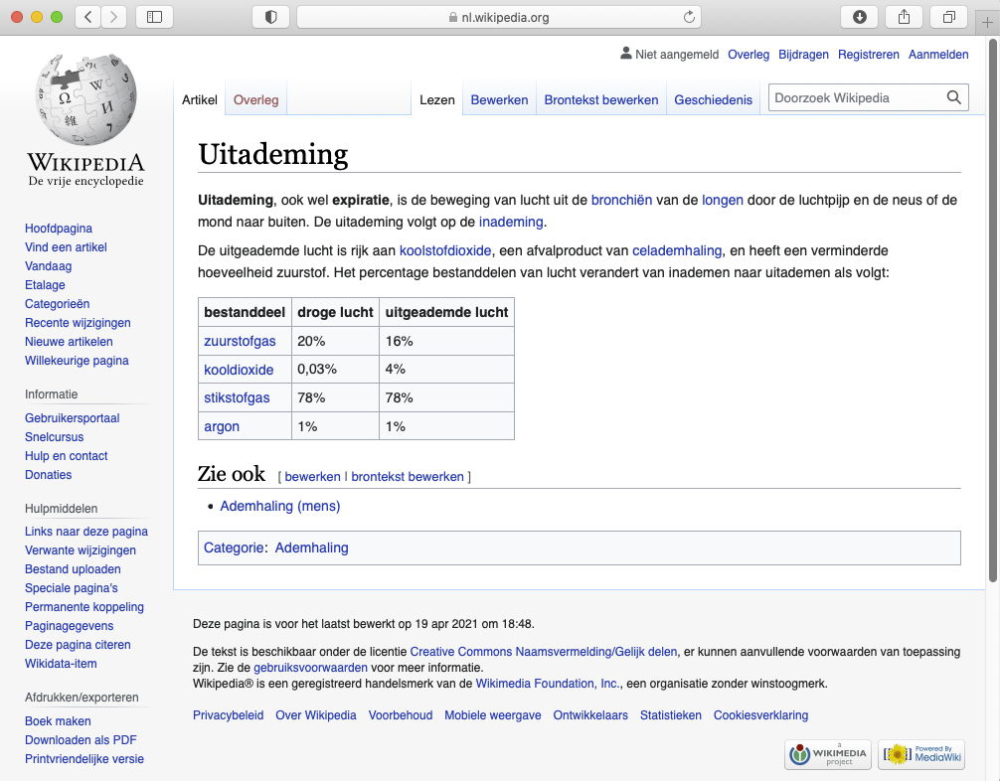 nl.wikipedia.org
Niet aangemeld Overleg Bijdragen Registreren Aanmelden
Artikel Overleg Lezen Bewerken Brontekst bewerken Geschiedenis Doorzoek Wikipedia
WIKIPEDIA
De vrije encyclopedie
Hoofdpagina
Vind een artikel
Vandaag
Etalage
Categorieën
Recente wijzigingen
Nieuwe artikelen
Willekeurige pagina
Informatie
Gebruikersportaal
Snelcursus
Hulp en contact
Donaties
Hulpmiddelen
Links naar deze pagina
Verwante wijzigingen
Bestand uploaden
Speciale pagina's
Permanente koppeling
Paginagegevens
Deze pagina citeren
Wikidata-item
Afdrukken/exporteren
Boek maken
Downloaden als PDF
Printvriendelijke versie
Uitademing
Uitademing, ook wel expiratie, is de beweging van lucht uit de bronchiën van de longen door de luchtpijp en de neus of de
mond naar buiten. De uitademing volgt op de inademing.
De uitgeademde lucht is rijk aan koolstofdioxide, een afvalproduct van celademhaling, en heeft een verminderde
hoeveelheid zuurstof. Het percentage bestanddelen van lucht verandert van inademen naar uitademen als volgt:
bestanddeel droge lucht uitgeademde lucht
zuurstofgas 20% 16%
kooldioxide 0,03% 4%
stikstofgas 78% 78%
argon 1% 1%
Zie ook [ bewerken | brontekst bewerken ]
• Ademhaling (mens)
Categorie: Ademhaling
Deze pagina is voor het laatst bewerkt op 19 apr 2021 om 18:48.
De tekst is beschikbaar onder de licentie Creative Commons Naamsvermelding/Gelijk delen, er kunnen aanvullende voorwaarden van toepassing
zijn. Zie de gebruiksvoorwaarden voor meer informatie.
Wikipedia® is een geregistreerd handelsmerk van de Wikimedia Foundation, Inc., een organisatie zonder winstoogmerk.
Privacybeleid Over Wikipedia Voorbehoud Mobiele weergave Ontwikkelaars Statistieken Cookiesverklaring
a
WIKIMEDIA
project
Powered By
MediaWiki